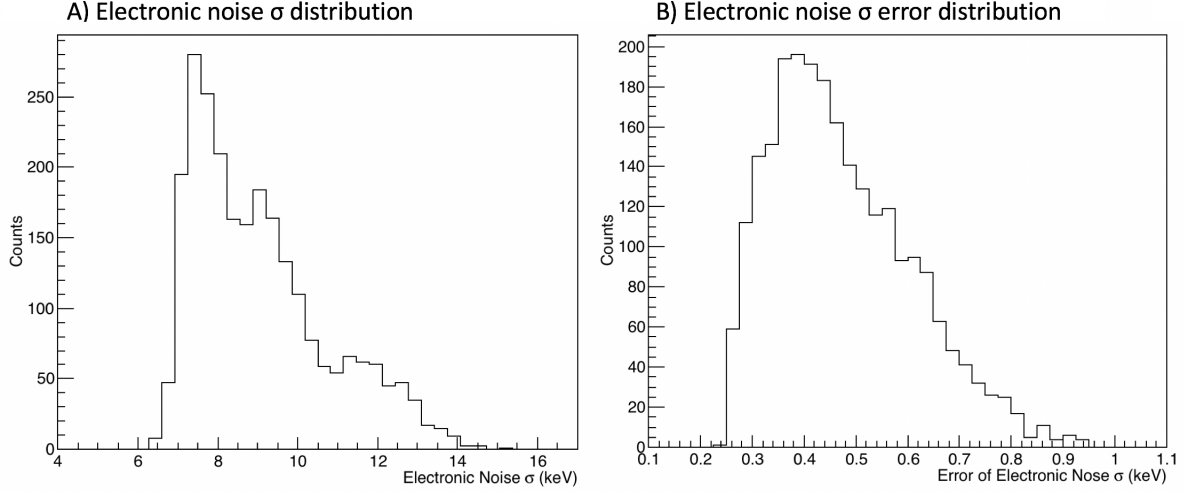 A) Electronic noise σ distribution
Counts
250
200
150
100
50
0
4 6 8 10 12 14 16
Electronic Noise σ (keV)
B) Electronic noise σ error distribution
Counts
200
180
160
140
120
100
80
60
40
20
0
0.1 0.2 0.3 0.4 0.5 0.6 0.7 0.8 0.9 1 1.1
Error of Electronic Nose σ (keV)